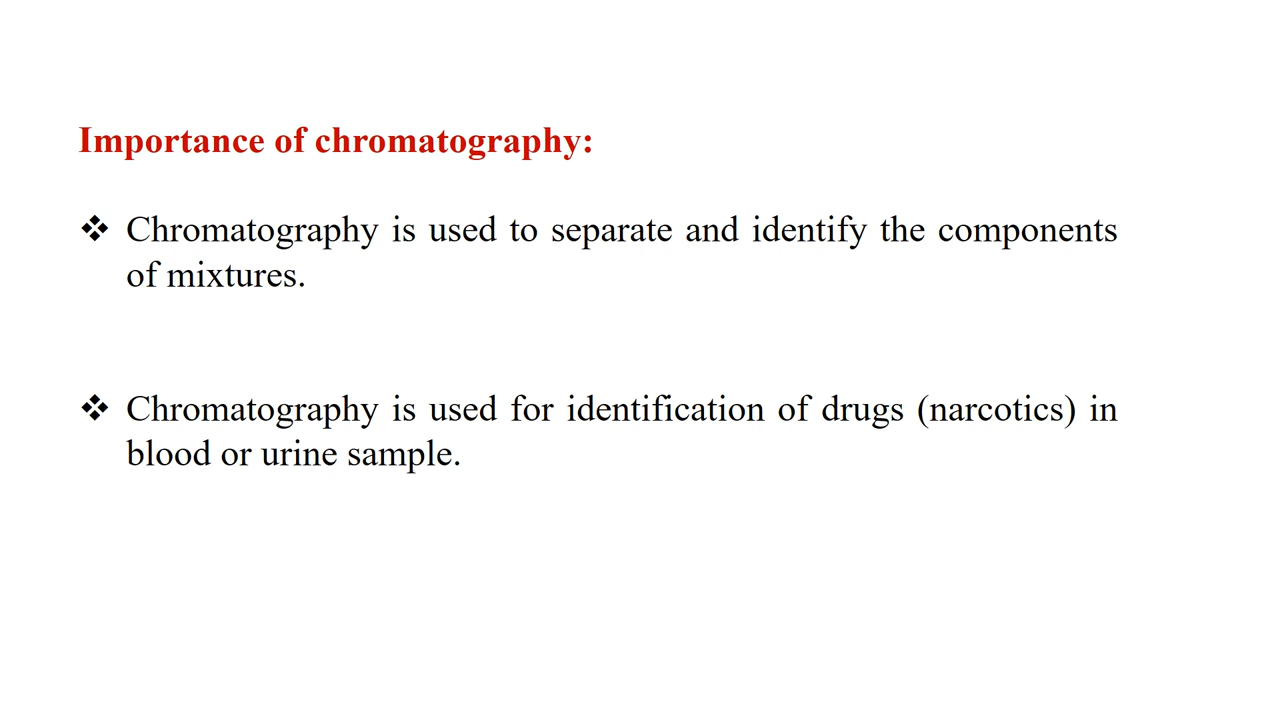 Importance of chromatography:
❖ Chromatography is used to separate and identify the components
of mixtures.
❖ Chromatography is used for identification of drugs (narcotics) in
blood or urine sample.